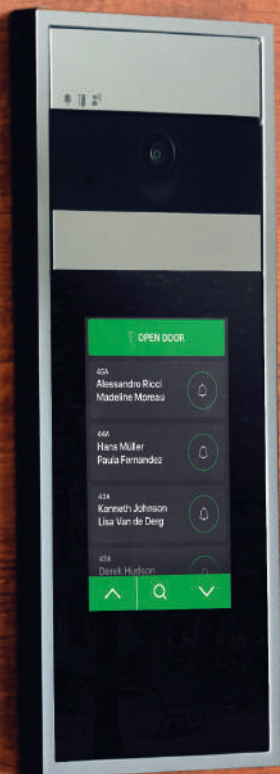 OPEN DOOR
45A
Alessandro Ricci
Madeline Moreau
44A
Hans Müller
Paula Fernandez
43A
Kenneth Johnson
Lisa Van de Derg
42A
Derek Hudson